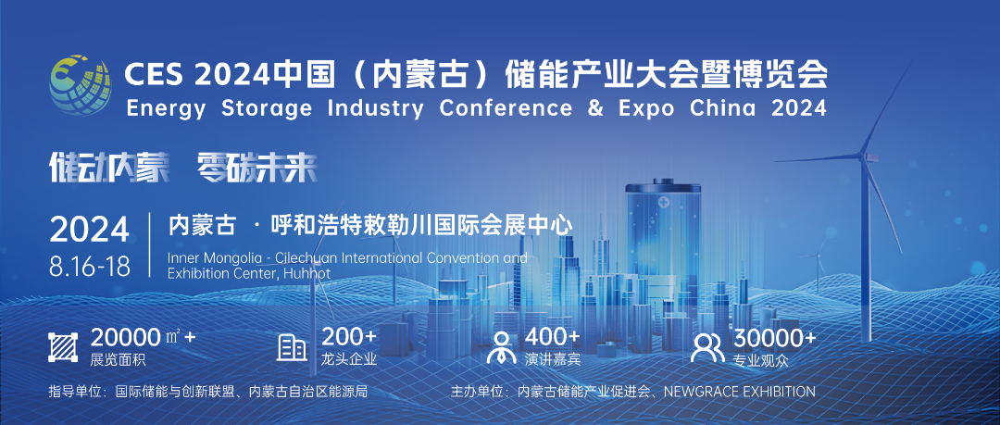 CES 2024中国（内蒙古）储能产业大会暨博览会
Energy Storage Industry Conference & Expo China 2024
储动内蒙 零碳未来
2024
8.16-18
内蒙古 · 呼和浩特敕勒川国际会展中心
Inner Mongolia - Cilechuan International Convention and
Exhibition Center, Huhhot
20000㎡+
展览面积
200+
龙头企业
400+
演讲嘉宾
30000+
专业观众
指导单位：国际储能与创新联盟、内蒙古自治区能源局
主办单位：内蒙古储能产业促进会、NEWGRACE EXHIBITION